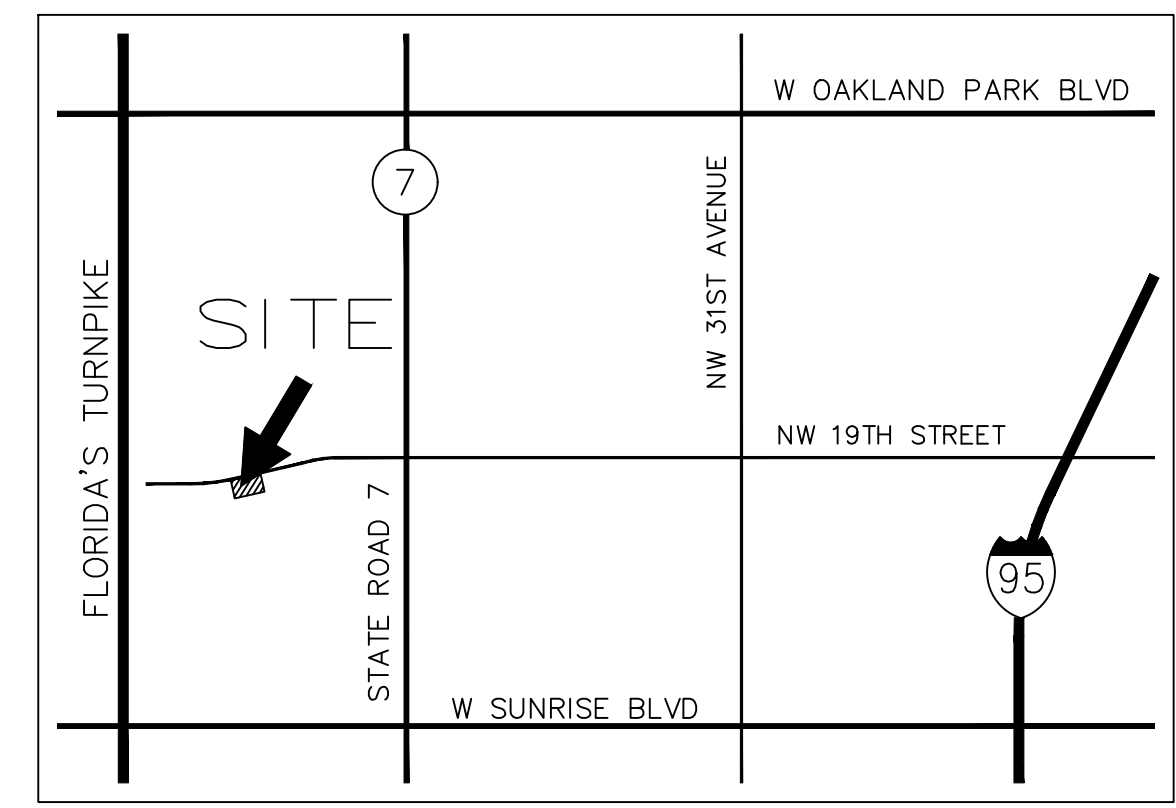 W OAKLAND PARK BLVD
7
NW 31ST AVENUE
FLORIDA'S TURNPIKE
SITE
NW 19TH STREET
STATE ROAD 7
95
W SUNRISE BLVD